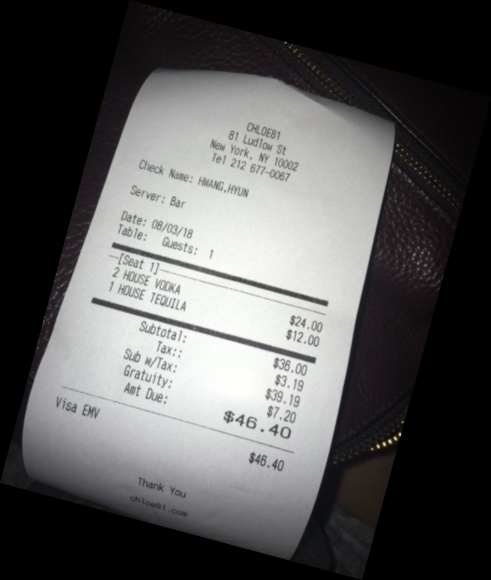 CHLOE81
81 Ludlow St
New York, NY 10002
Tel 212 677-0067
Check Name: HWANG,HYUN
Server: Bar
Date: 08/03/18
Table: Guests: 1
[Seat 1]
2 HOUSE VODKA $24.00
1 HOUSE TEQUILA $12.00
Subtotal: $36.00
Tax:: $3.19
Sub w/Tax: $39.19
Gratuity: $7.20
Amt Due: $46.40
Visa EMV $46.40
Thank You
chloe81.com